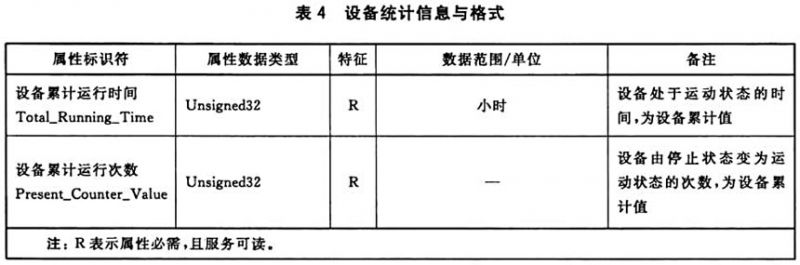 表 4 设备统计信息与格式
属性标识符 属性数据类型 特征 数据范围/单位 备注
设备累计运行时间
Total_Running_Time
Unsigned32
R
小时
设备处于运动状态的时
间,为设备累计值
设备累计运行次数
Present_Counter_Value
Unsigned32
R
—
设备由停止状态变为运
动状态的次数,为设备累
计值
注: R 表示属性必需,且服务可读。